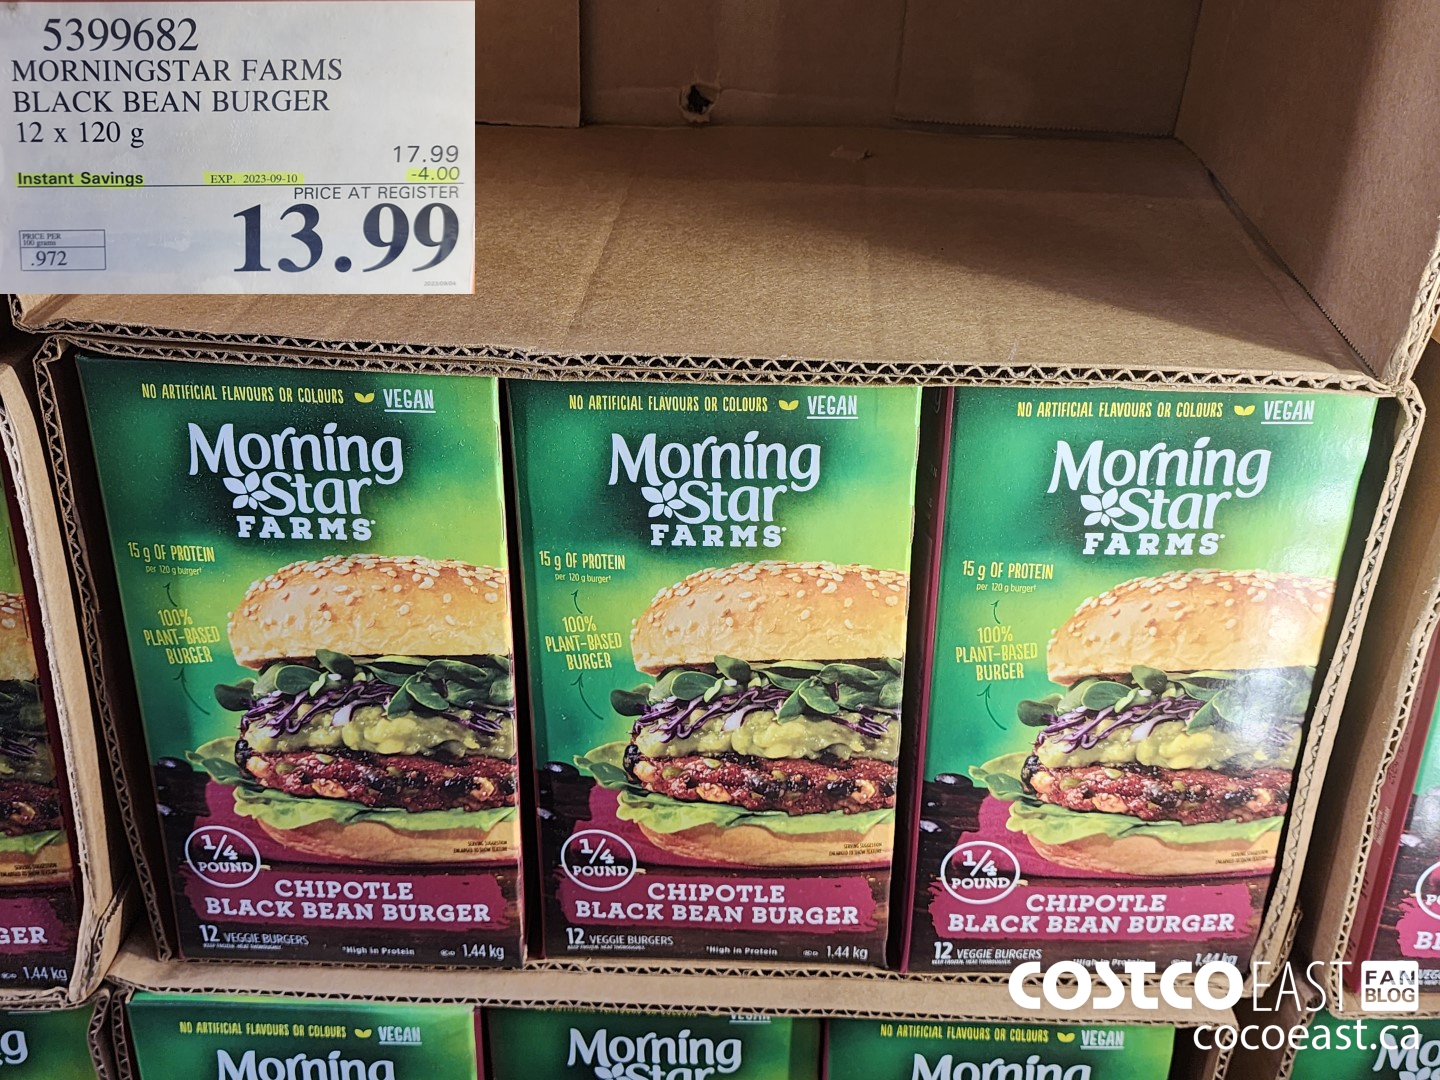 5399682
MORNINGSTAR FARMS
BLACK BEAN BURGER
12 x 120 g
17.99
Instant Savings EXP. 2023-09-10 -4.00
PRICE AT REGISTER
13.99
PRICE PER
100 grams
.972
NO ARTIFICIAL FLAVOURS OR COLOURS VEGAN
Morning
Star
FARMS
15 g OF PROTEIN
per 120 g burger†
100%
PLANT-BASED
BURGER
1/4
POUND
CHIPOTLE
BLACK BEAN BURGER
12 VEGGIE BURGERS
*High in Protein
1.44 kg
NO ARTIFICIAL FLAVOURS OR COLOURS VEGAN
Morning
Star
FARMS
15 g OF PROTEIN
per 120 g burger†
100%
PLANT-BASED
BURGER
1/4
POUND
CHIPOTLE
BLACK BEAN BURGER
12 VEGGIE BURGERS
*High in Protein
1.44 kg
NO ARTIFICIAL FLAVOURS OR COLOURS VEGAN
Morning
Star
FARMS
15 g OF PROTEIN
per 120 g burger†
100%
PLANT-BASED
BURGER
1/4
POUND
CHIPOTLE
BLACK BEAN BURGER
12 VEGGIE BURGERS
GER
1.44 kg
NO ARTIFICIAL FLAVOURS OR COLOURS VEGAN
Morning
Morning
Star
NO ARTIFICIAL FLAVOURS OR COLOURS VEGAN
Morning
COSTCO EAST FAN
BLOG
cocoeast.ca